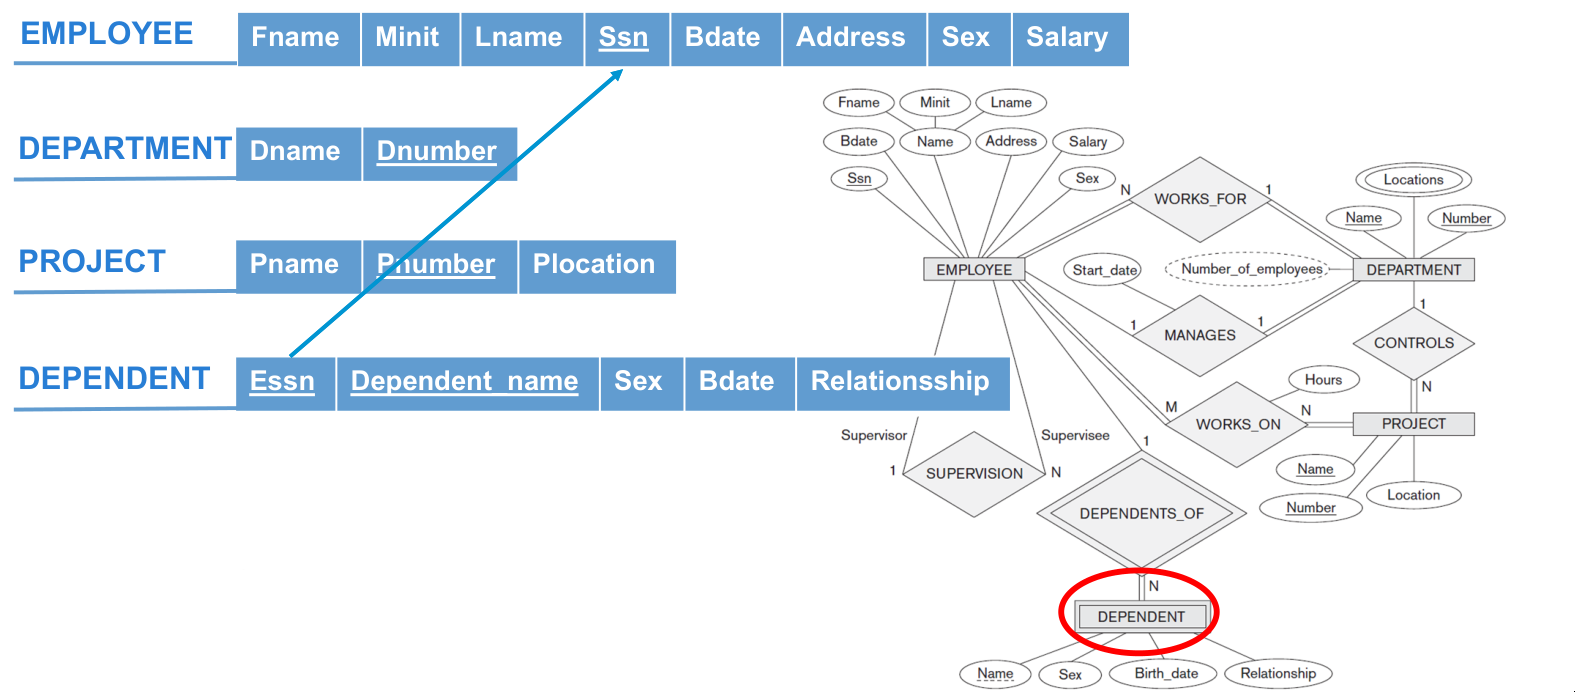 EMPLOYEE Fname Minit Lname Ssn Bdate Address Sex Salary
DEPARTMENT Dname Dnumber
PROJECT Pname Pnumber Plocation
DEPENDENT Essn Dependent_name Sex Bdate Relationsship
Fname Minit Lname
Bdate Name Address Salary
Ssn Sex
N WORKS_FOR 1
Locations
Name Number
EMPLOYEE Start_date Number_of_employees DEPARTMENT
1 MANAGES 1
1
CONTROLS
N
Hours
M WORKS_ON N PROJECT
Supervisor Supervisee
1 SUPERVISION N
1
Name
Number Location
DEPENDENTS_OF
N
DEPENDENT
Name Sex Birth_date Relationship